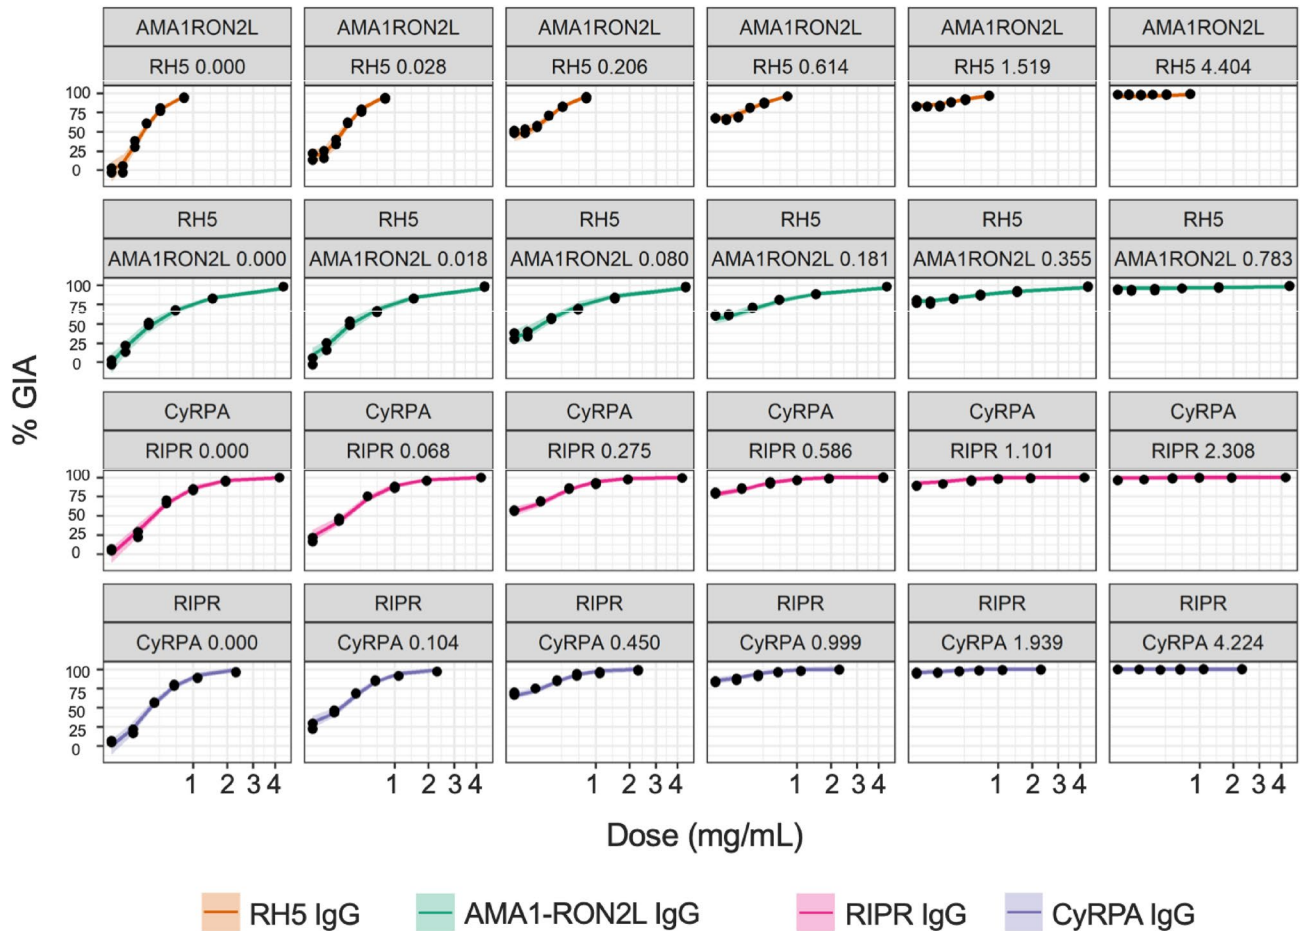 AMA1RON2L AMA1RON2L AMA1RON2L AMA1RON2L AMA1RON2L AMA1RON2L
RH5 0.000 RH5 0.028 RH5 0.206 RH5 0.614 RH5 1.519 RH5 4.404
100
75
50
25
0
RH5 RH5 RH5 RH5 RH5 RH5
AMA1RON2L 0.000 AMA1RON2L 0.018 AMA1RON2L 0.080 AMA1RON2L 0.181 AMA1RON2L 0.355 AMA1RON2L 0.783
100
75
50
25
0
% GIA
CyRPA CyRPA CyRPA CyRPA CyRPA CyRPA
RIPR 0.000 RIPR 0.068 RIPR 0.275 RIPR 0.586 RIPR 1.101 RIPR 2.308
100
75
50
25
0
RIPR RIPR RIPR RIPR RIPR RIPR
CyRPA 0.000 CyRPA 0.104 CyRPA 0.450 CyRPA 0.999 CyRPA 1.939 CyRPA 4.224
100
75
50
25
0
1 2 3 4 1 2 3 4 1 2 3 4 1 2 3 4 1 2 3 4 1 2 3 4
Dose (mg/mL)
RH5 IgG AMA1-RON2L IgG RIPR IgG CyRPA IgG